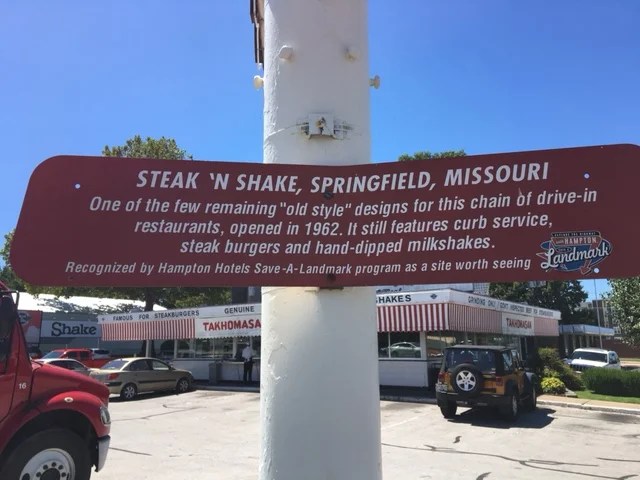 STEAK 'N SHAKE, SPRINGFIELD, MISSOURI
One of the few remaining "old style" designs for this chain of drive-in
restaurants, opened in 1962. It still features curb service,
steak burgers and hand-dipped milkshakes.
Recognized by Hampton Hotels Save-A-Landmark program as a site worth seeing
HAMPTON
Landmark
FAMOUS FOR STEAKBURGERS
GENUINE
SHAKES
TAKHOMASA
TAKHOMASAK
Shake
16